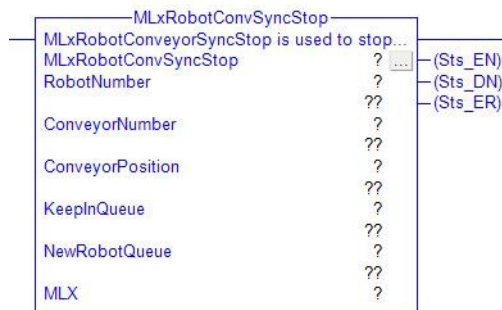 MLxRobotConvSyncStop
MLxRobotConveyorSyncStop is used to stop...
MLxRobotConvSyncStop ? ... (Sts_EN)
RobotNumber ? (Sts_DN)
?? (Sts_ER)
ConveyorNumber ?
??
ConveyorPosition ?
??
KeepInQueue ?
??
NewRobotQueue ?
??
MLX ?